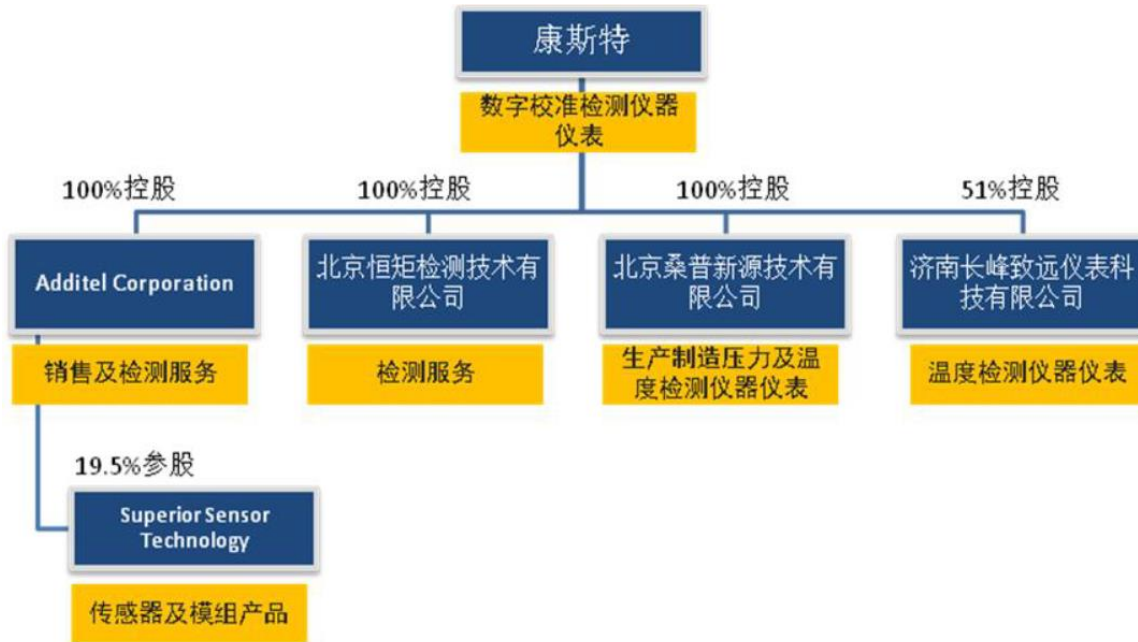 康斯特
数字校准检测仪器
仪表
100%控股
100%控股
100%控股
51%控股
Additel Corporation
北京恒矩检测技术有
限公司
北京桑普新源技术有
限公司
济南长峰致远仪表科
技有限公司
销售及检测服务
检测服务
生产制造压力及温
度检测仪器仪表
温度检测仪器仪表
19.5%参股
Superior Sensor
Technology
传感器及模组产品